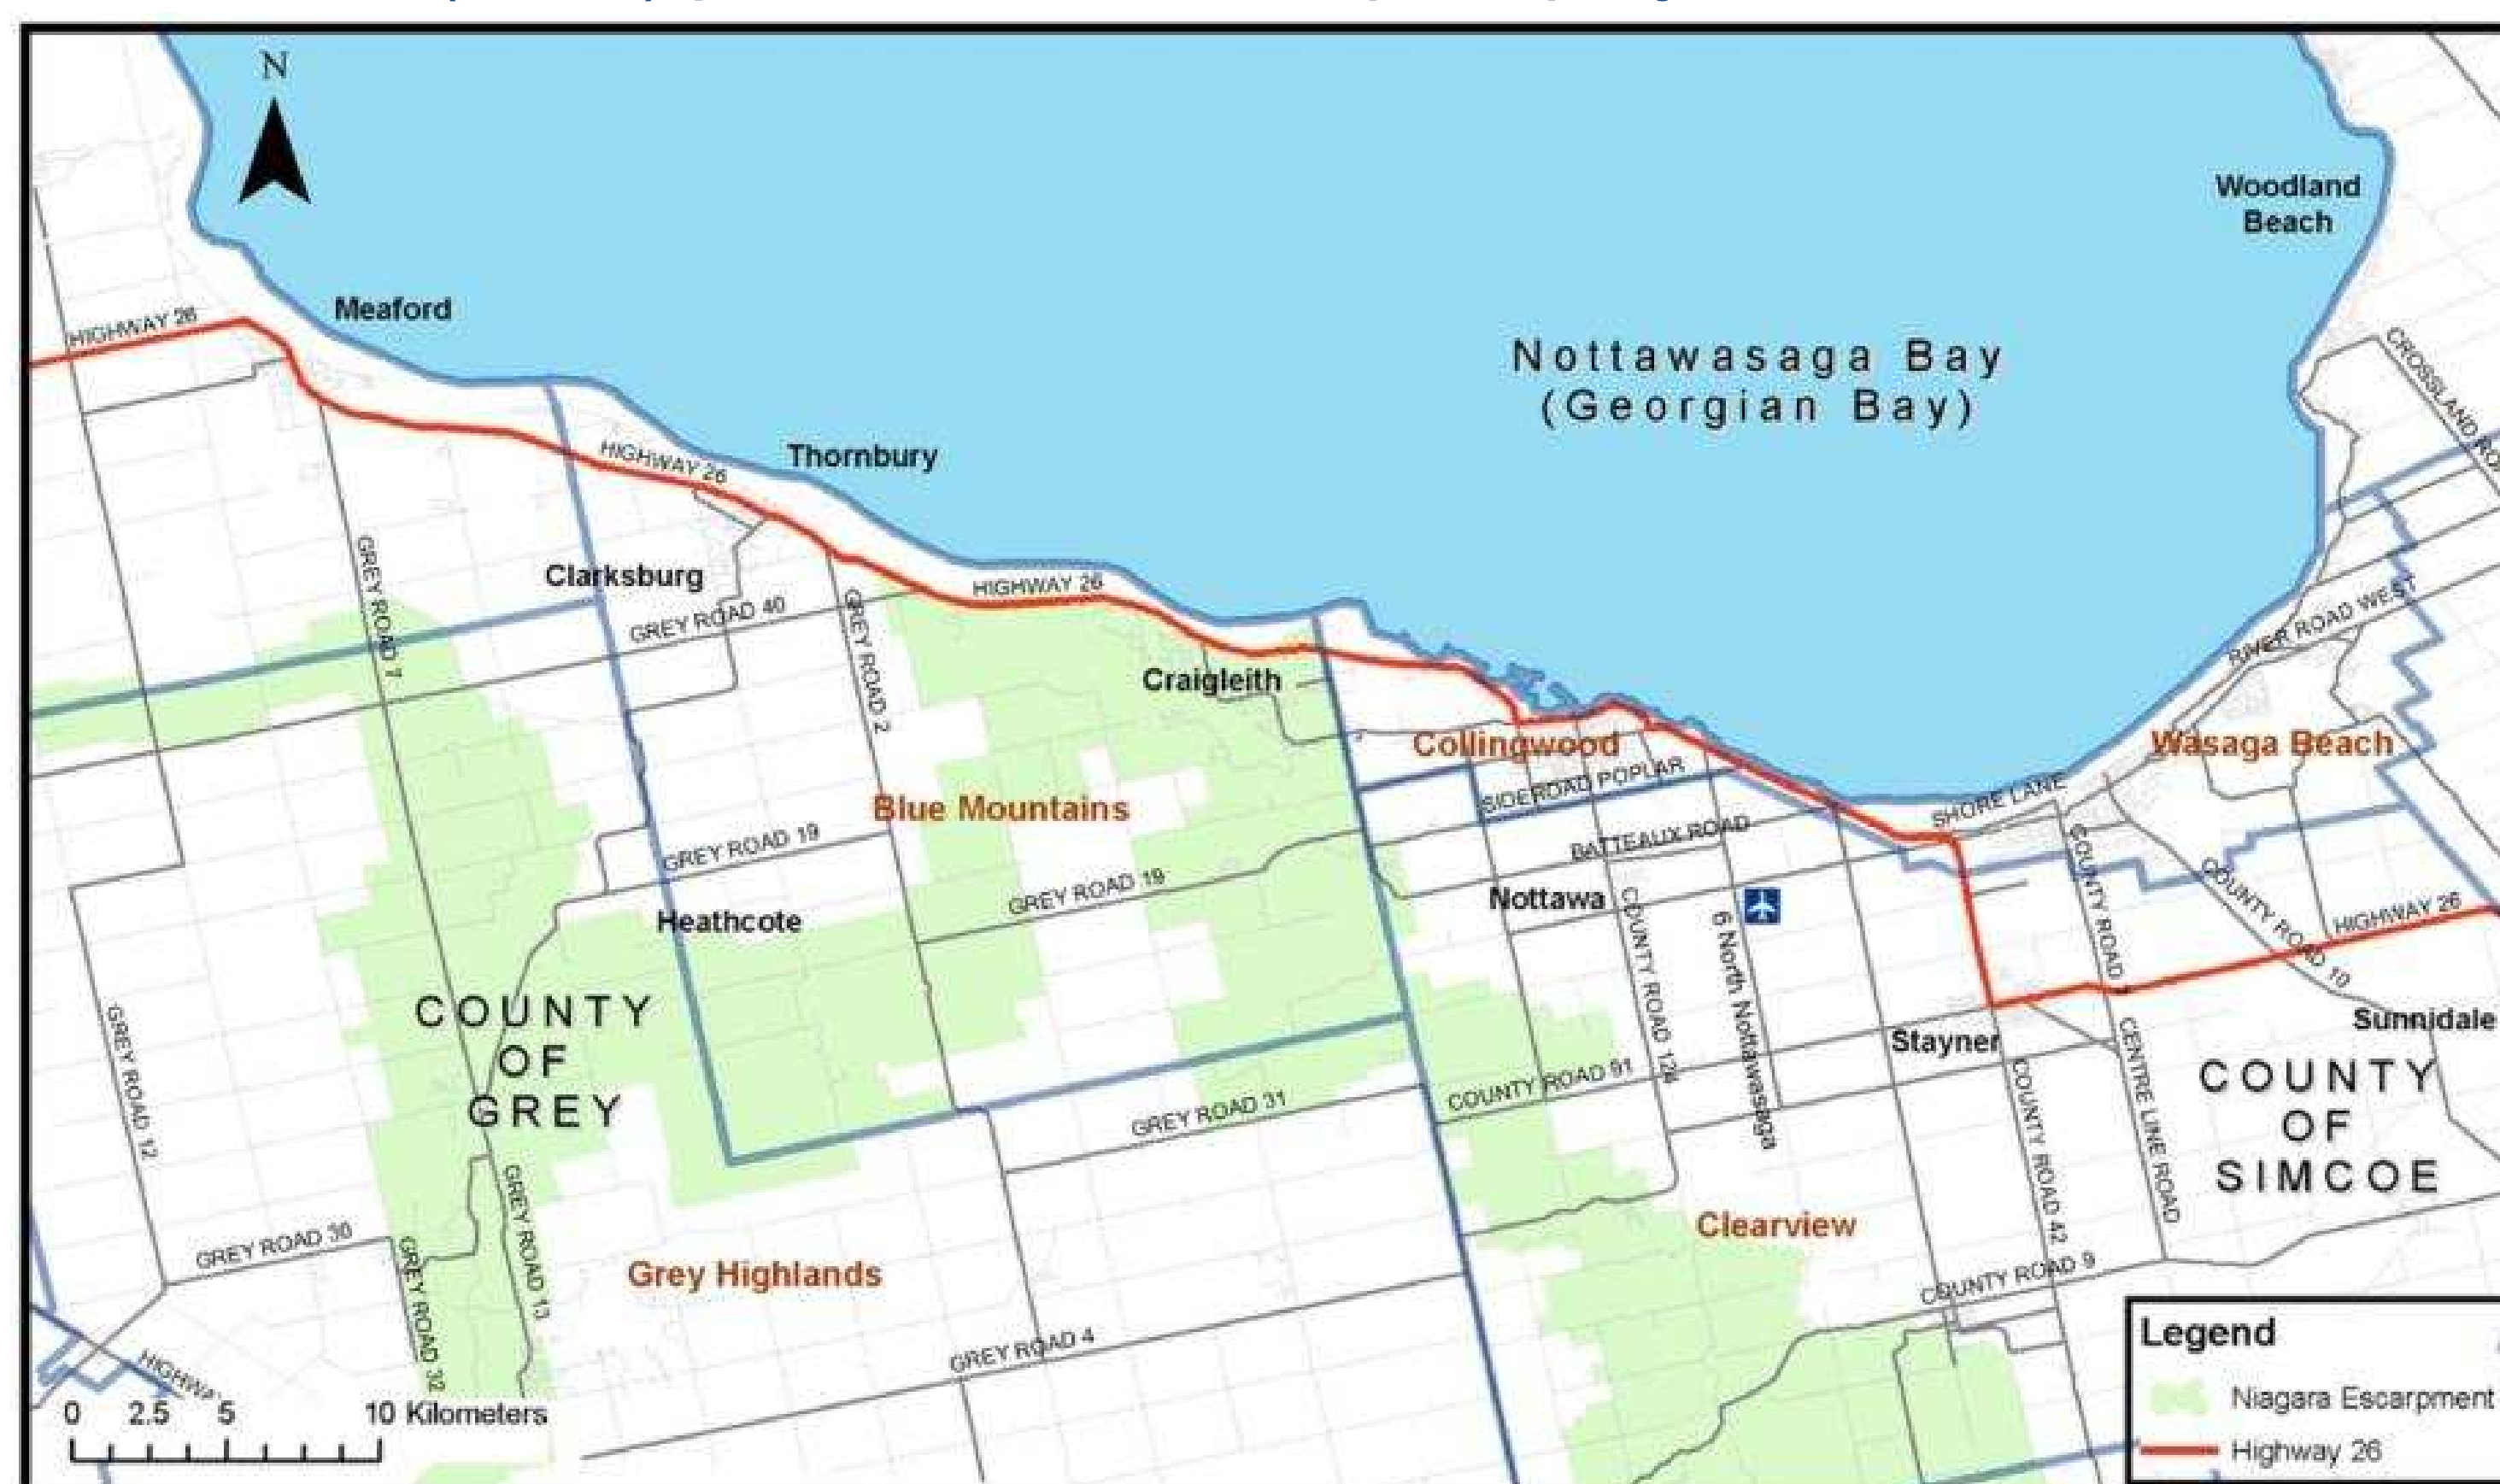 N
Woodland
Beach
Meaford
HIGHWAY 26
Nottawasaga Bay
(Georgian Bay)
CROSSLAND
Thornbury
HIGHWAY 26
GREY ROAD 7
Clarksburg
HIGHWAY 26
GREY ROAD 40
GREY ROAD 2
RIVER ROAD WEST
Craigleith
Collingwood
Wasaga Beach
SIDEROAD POPLAR
Blue Mountains
SHORE LANE
BATTEAUX ROAD
GREY ROAD 19
GREY ROAD 19
Nottawa
COUNTY ROAD 7
COUNTY ROAD 10
HIGHWAY 26
Heathcote
COUNTY ROAD 124
6 North Nottawasaga
COUNTY
OF
GREY
GREY ROAD 12
Stayner
Sunnidale
COUNTY
OF
SIMCOE
COUNTY ROAD 91
GREY ROAD 31
COUNTY ROAD 42
CENTRE LINE ROAD
GREY ROAD 30
GREY ROAD 32
GREY ROAD 13
Grey Highlands
Clearview
COUNTY ROAD 9
GREY ROAD 4
HIGHWA
0 2.5 5 10 Kilometers
Legend
Niagara Escarpment
Highway 26